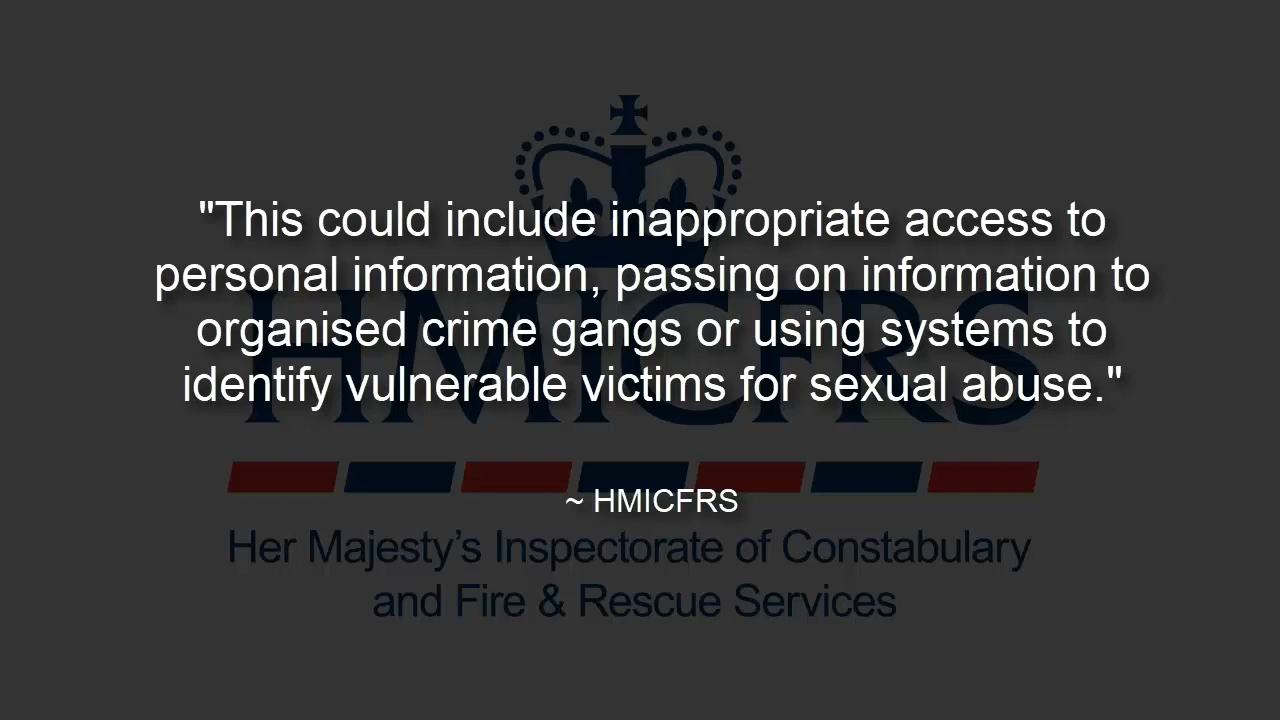 "This could include inappropriate access to
personal information, passing on information to
organised crime gangs or using systems to
identify vulnerable victims for sexual abuse."
HMICFRS
~ HMICFRS
Her Majesty's Inspectorate of Constabulary
and Fire & Rescue Services